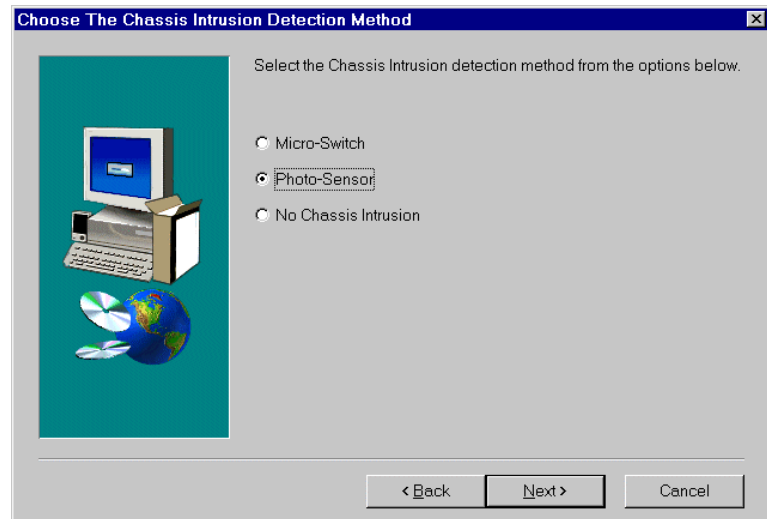 Choose The Chassis Intrusion Detection Method
Select the Chassis Intrusion detection method from the options below.
Micro-Switch
Photo-Sensor
No Chassis Intrusion
< Back Next > Cancel